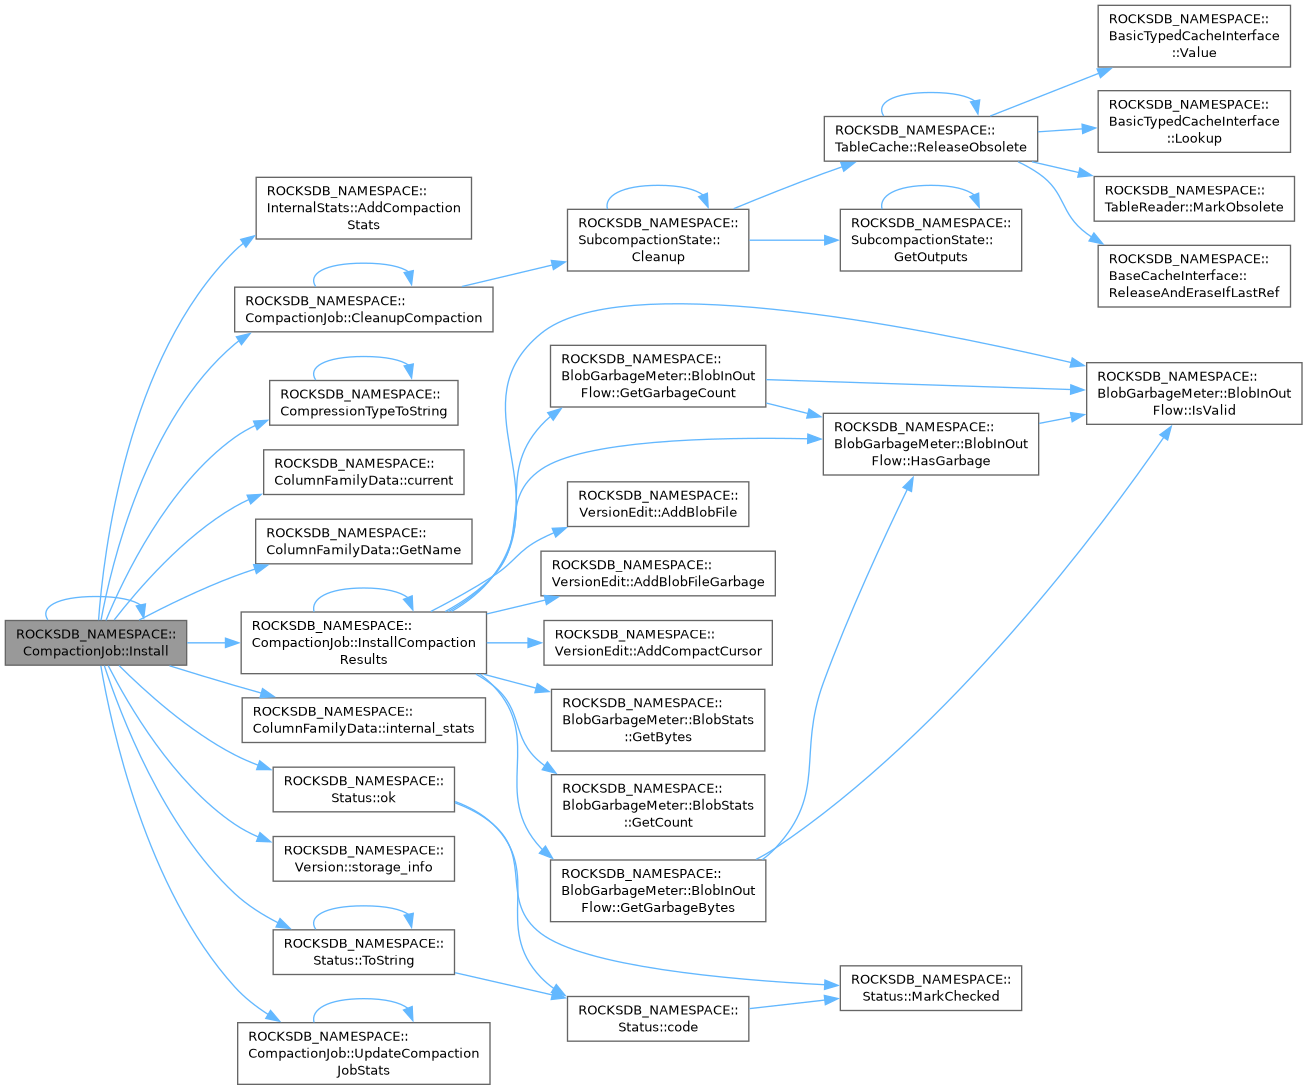 ROCKSDB_NAMESPACE::
CompactionJob::Install
ROCKSDB_NAMESPACE::
InternalStats::AddCompaction
Stats
ROCKSDB_NAMESPACE::
CompactionJob::CleanupCompaction
ROCKSDB_NAMESPACE::
CompressionTypeToString
ROCKSDB_NAMESPACE::
ColumnFamilyData::current
ROCKSDB_NAMESPACE::
ColumnFamilyData::GetName
ROCKSDB_NAMESPACE::
CompactionJob::InstallCompaction
Results
ROCKSDB_NAMESPACE::
ColumnFamilyData::internal_stats
ROCKSDB_NAMESPACE::
Status::ok
ROCKSDB_NAMESPACE::
Version::storage_info
ROCKSDB_NAMESPACE::
Status::ToString
ROCKSDB_NAMESPACE::
CompactionJob::UpdateCompaction
JobStats
ROCKSDB_NAMESPACE::
SubcompactionState::
Cleanup
ROCKSDB_NAMESPACE::
BlobGarbageMeter::BlobInOut
Flow::GetGarbageCount
ROCKSDB_NAMESPACE::
VersionEdit::AddBlobFile
ROCKSDB_NAMESPACE::
VersionEdit::AddBlobFileGarbage
ROCKSDB_NAMESPACE::
VersionEdit::AddCompactCursor
ROCKSDB_NAMESPACE::
BlobGarbageMeter::BlobStats
::GetBytes
ROCKSDB_NAMESPACE::
BlobGarbageMeter::BlobStats
::GetCount
ROCKSDB_NAMESPACE::
BlobGarbageMeter::BlobInOut
Flow::GetGarbageBytes
ROCKSDB_NAMESPACE::
Status::code
ROCKSDB_NAMESPACE::
TableCache::ReleaseObsolete
ROCKSDB_NAMESPACE::
SubcompactionState::
GetOutputs
ROCKSDB_NAMESPACE::
BlobGarbageMeter::BlobInOut
Flow::HasGarbage
ROCKSDB_NAMESPACE::
Status::MarkChecked
ROCKSDB_NAMESPACE::
BasicTypedCacheInterface
::Value
ROCKSDB_NAMESPACE::
BasicTypedCacheInterface
::Lookup
ROCKSDB_NAMESPACE::
TableReader::MarkObsolete
ROCKSDB_NAMESPACE::
BaseCacheInterface::
ReleaseAndEraseIfLastRef
ROCKSDB_NAMESPACE::
BlobGarbageMeter::BlobInOut
Flow::IsValid